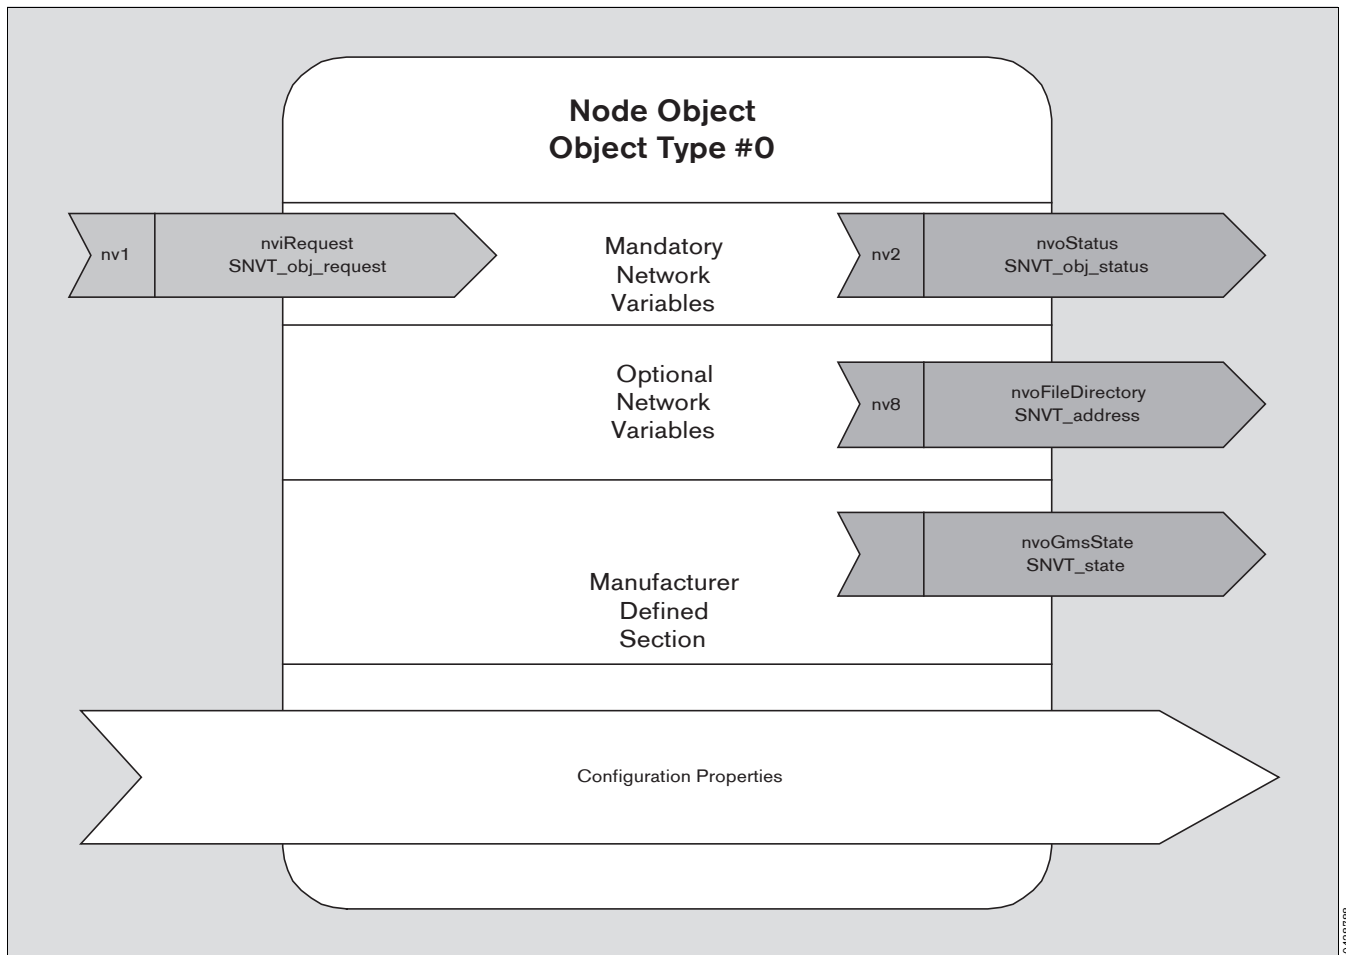 Node Object
Object Type #0
nv1
nviRequest
SNVT_obj_request
Mandatory
Network
Variables
nv2
nvoStatus
SNVT_obj_status
Optional
Network
Variables
nv8
nvoFileDirectory
SNVT_address
nvoGmsState
SNVT_state
Manufacturer
Defined
Section
Configuration Properties